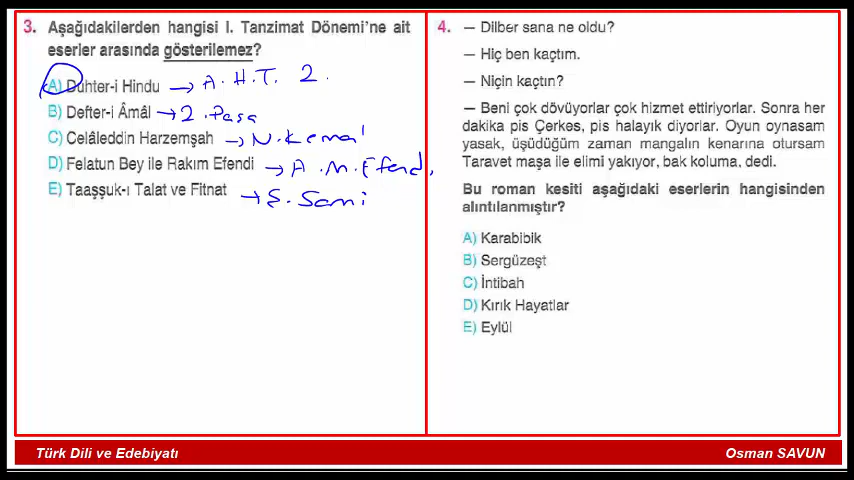 3. Aşağıdakilerden hangisi I. Tanzimat Dönemi'ne ait
eserler arasında gösterilemez?
A) Duhter-i Hindu → A.H.T. 2.
B) Defter-i Âmâl → Z.Paşa
C) Celâleddin Harzemşah → N.Kemal
D) Felatun Bey ile Rakım Efendi → A.M.Efendi
E) Taaşşuk-ı Talat ve Fitnat → Ş.Sami
4. — Dilber sana ne oldu?
— Hiç ben kaçtım.
— Niçin kaçtın?
— Beni çok dövüyorlar çok hizmet ettiriyorlar. Sonra her
dakika pis Çerkes, pis halayık diyorlar. Oyun oynasam
yasak, üşüdüğüm zaman mangalın kenarına otursam
Taravet maşa ile elimi yakıyor, bak koluma, dedi.
Bu roman kesiti aşağıdaki eserlerin hangisinden
alıntılanmıştır?
A) Karabibik
B) Sergüzeşt
C) İntibah
D) Kırık Hayatlar
E) Eylül
Türk Dili ve Edebiyatı
Osman SAVUN